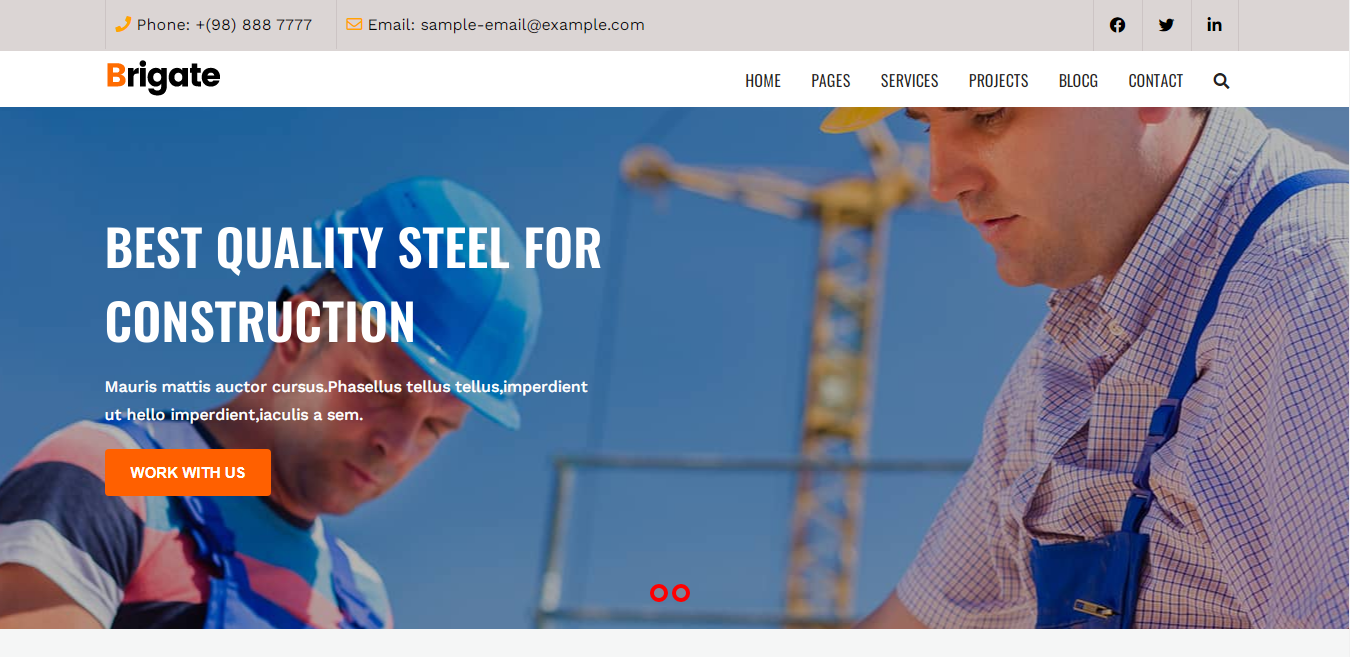 Phone: +(98) 888 7777
Email: sample-email@example.com
Brigate
HOME PAGES SERVICES PROJECTS BLOCG CONTACT
BEST QUALITY STEEL FOR
CONSTRUCTION
Mauris mattis auctor cursus.Phasellus tellus tellus,imperdient
ut hello imperdient,iaculis a sem.
WORK WITH US